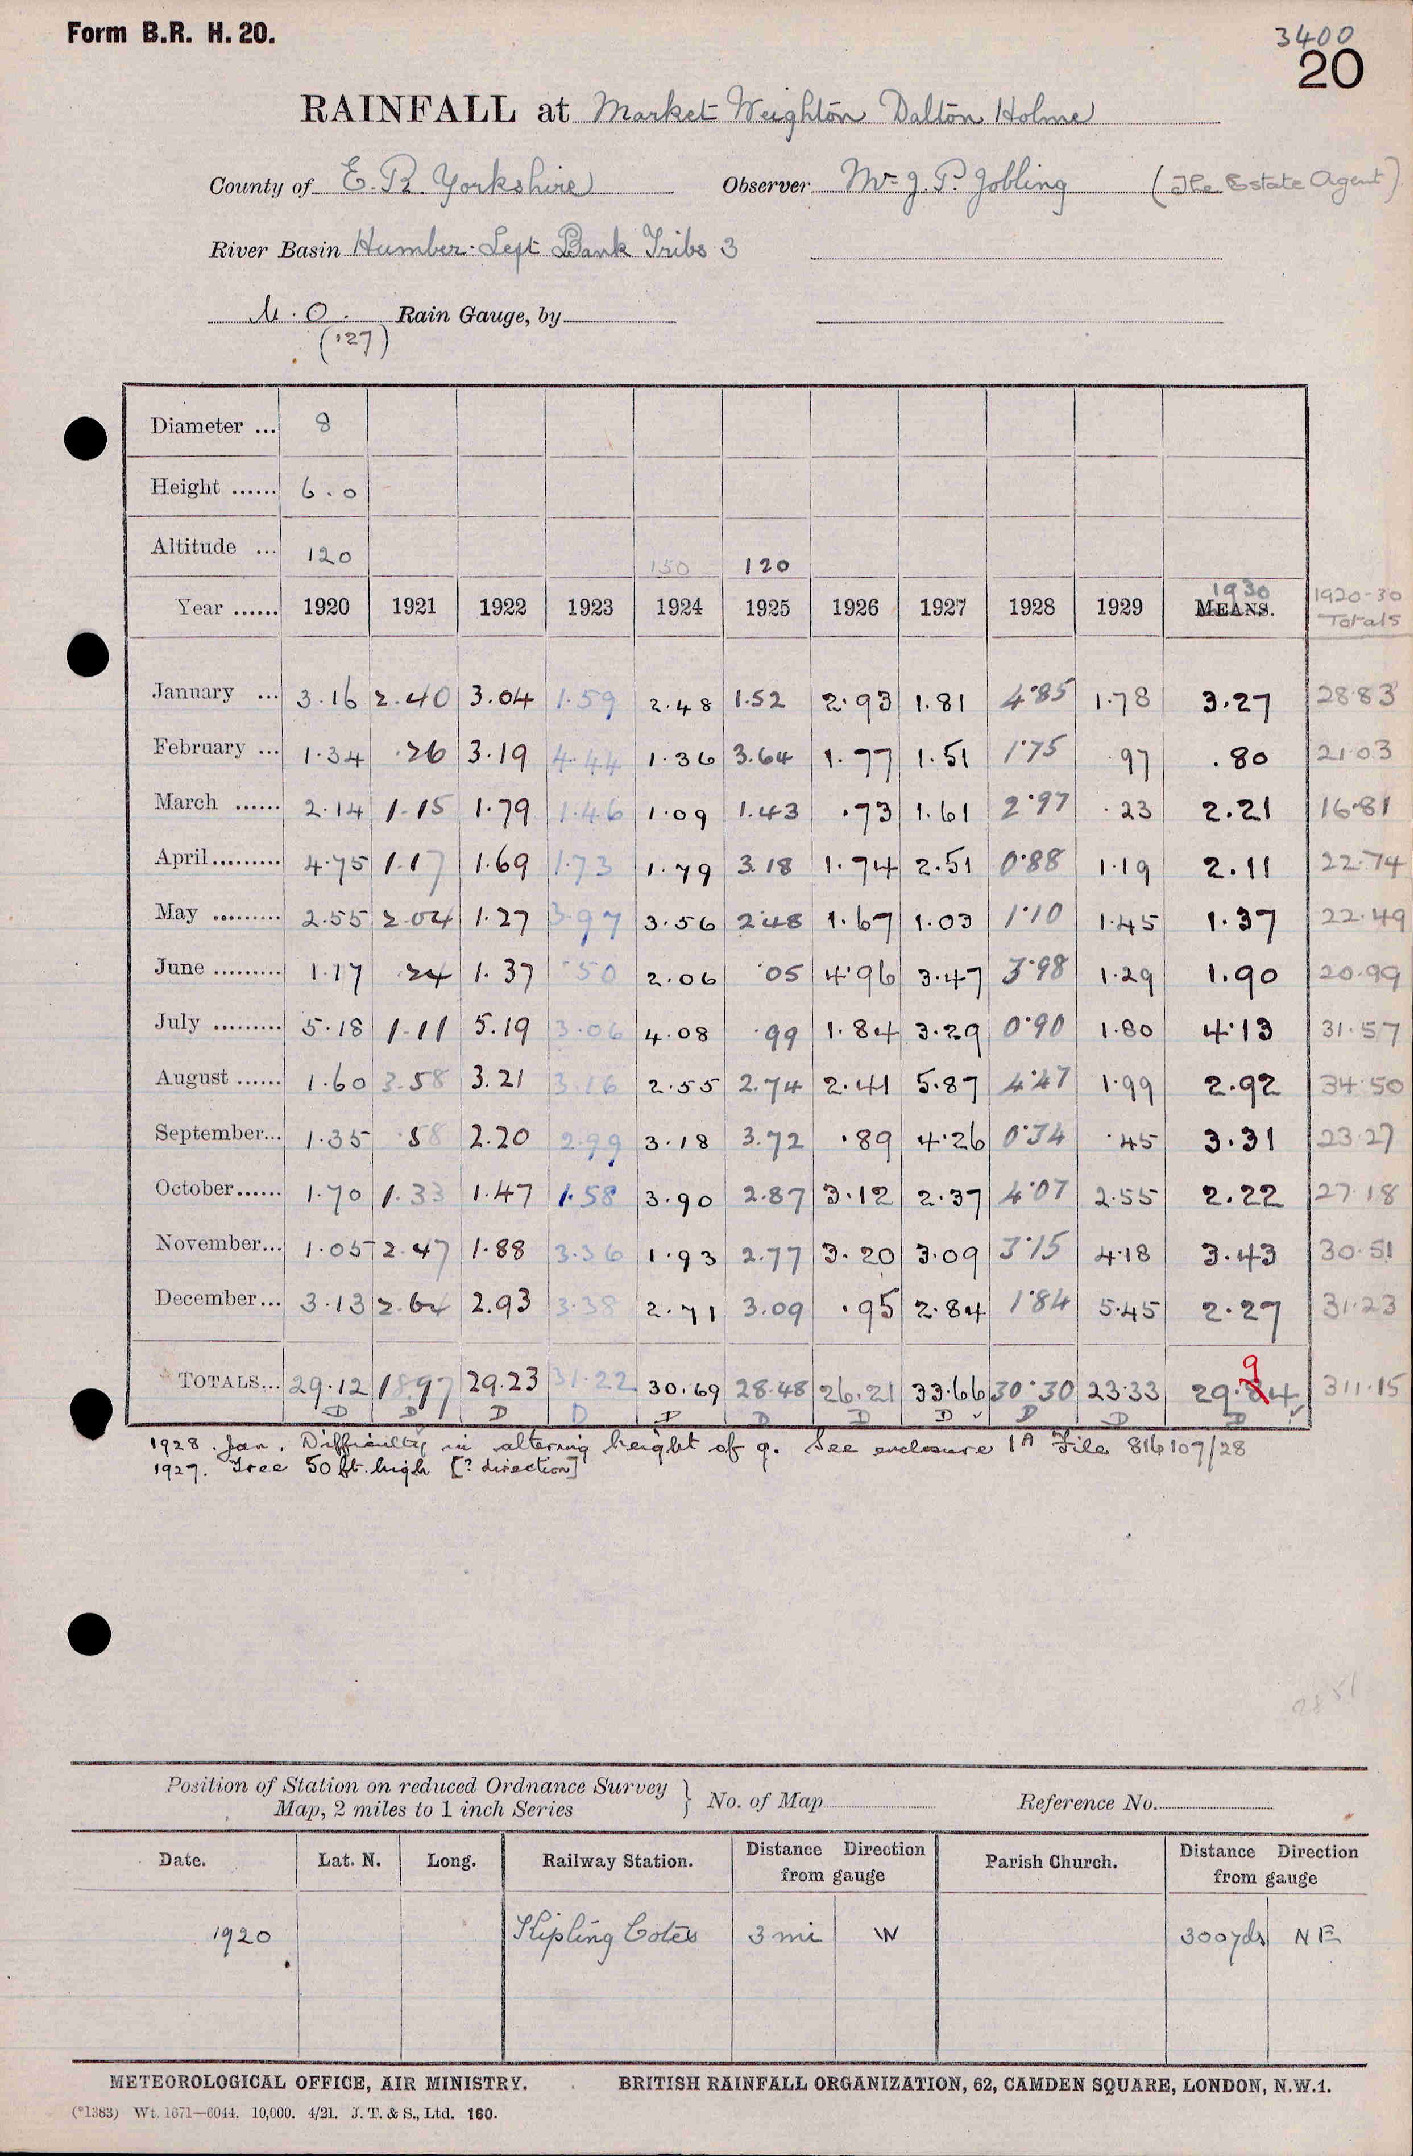 Form B.R. H. 20.
3400
20
RAINFALL at Market Weighton Dalton Holme
County of E. R. Yorkshire Observer Mr J. P. Jobling (The Estate Agent)
River Basin Humber. Left Bank Tribs 3
M.O. Rain Gauge, by
('27)
Diameter ... 8
Height ...... 6.0
Altitude ... 120 150 120
Year ...... 1920 1921 1922 1923 1924 1925 1926 1927 1928 1929 MEANS. 1930 1920-30 Totals
January ... 3.16 2.40 3.04 1.59 2.48 1.52 2.93 1.81 4.85 1.78 3.27 28.83
February ... 1.34 .26 3.19 4.44 1.36 3.64 1.77 1.51 1.75 .97 .80 21.03
March ...... 2.14 1.15 1.79 1.46 1.09 1.43 .73 1.61 2.97 .23 2.21 16.81
April ......... 4.75 1.17 1.69 1.73 1.79 3.18 1.74 2.51 0.88 1.19 2.11 22.74
May ......... 2.55 2.04 1.27 3.97 3.56 2.48 1.67 1.03 1.10 1.45 1.37 22.49
June ......... 1.17 .24 1.37 .50 2.06 .05 4.96 3.47 3.98 1.29 1.90 20.99
July ......... 5.18 1.11 5.19 3.06 4.08 .99 1.84 3.29 0.90 1.80 4.13 31.57
August ...... 1.60 3.58 3.21 3.16 2.55 2.74 2.41 5.87 4.47 1.99 2.92 34.50
September... 1.35 .58 2.20 2.99 3.18 3.72 .89 4.26 0.34 .45 3.31 23.27
October...... 1.70 1.33 1.47 1.58 3.90 2.87 3.12 2.37 4.07 2.55 2.22 27.18
November... 1.05 2.47 1.88 3.36 1.93 2.77 3.20 3.09 3.15 4.18 3.43 30.51
December... 3.13 2.64 2.93 3.38 2.71 3.09 .95 2.84 1.84 5.45 2.27 31.23
9
TOTALS... 29.12 18.97 29.23 31.22 30.69 28.48 26.21 33.66 30.30 23.33 29.84 311.15
D D D D D D D D D D D
1928 Jan. Difficulty in altering height of g. See enclosure 1A File 816107/28
1927. Tree 50 ft. high [? direction]
Position of Station on reduced Ordnance Survey Map, 2 miles to 1 inch Series } No. of Map Reference No.
Date. Lat. N. Long. Railway Station. Distance Direction from gauge Parish Church. Distance Direction from gauge
1920 Kipling Cotes 3 mi W 300 yds N E
METEOROLOGICAL OFFICE, AIR MINISTRY. BRITISH RAINFALL ORGANIZATION, 62, CAMDEN SQUARE, LONDON, N.W.1.
(*1383) Wt. 1671—6044. 10,000. 4/21. J. T. & S., Ltd. 160.